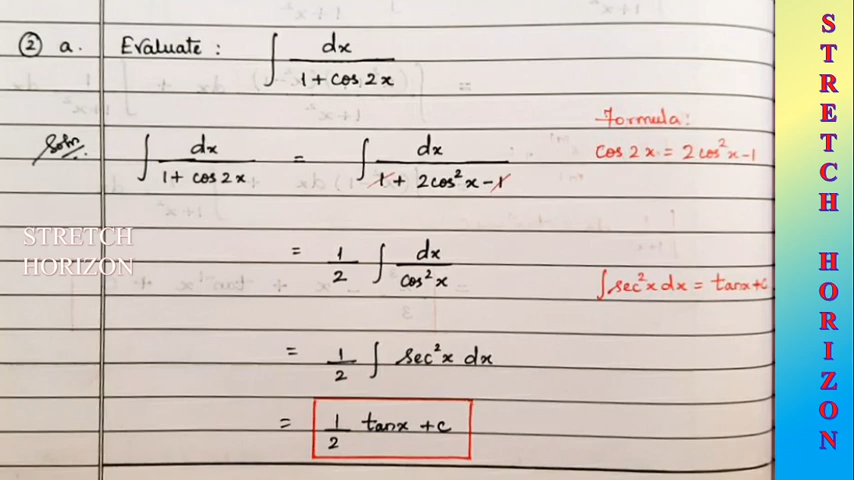 ② a. Evaluate : ∫ dx / (1 + cos 2x)
Soln. ∫ dx / (1 + cos 2x) = ∫ dx / (1 + 2cos²x - 1)
Formula:
cos 2x = 2cos²x - 1
= 1/2 ∫ dx / cos²x
∫ sec²x dx = tanx + c
= 1/2 ∫ sec²x dx
= 1/2 tanx + c
STRETCH
HORIZON
STRETCH HORIZON